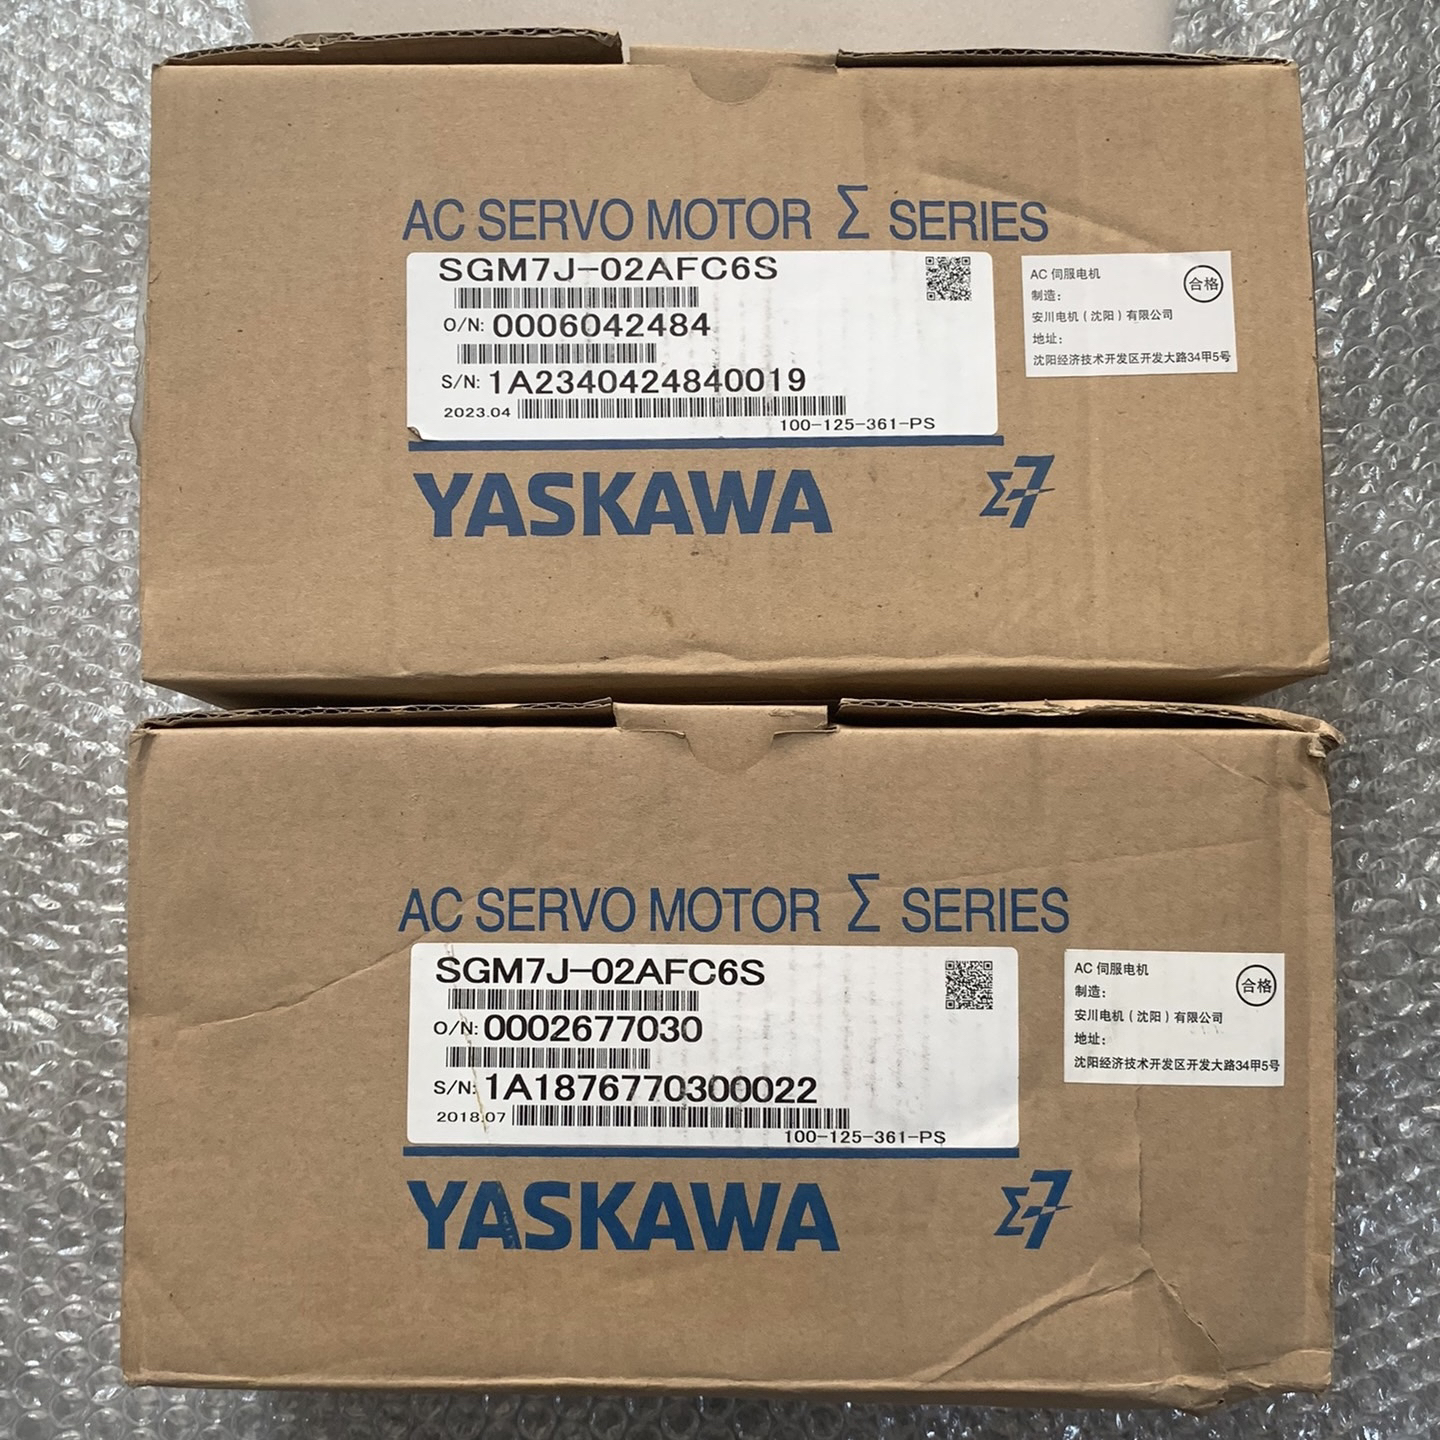 AC SERVO MOTOR Σ SERIES
SGM7J-02AFC6S
O/N: 0006042484
S/N: 1A2340424840019
2023.04
100-125-361-PS
AC 伺服电机
合格
制造：
安川电机（沈阳）有限公司
地址：
沈阳经济技术开发区开发大路34甲5号
YASKAWA
Σ-7
AC SERVO MOTOR Σ SERIES
SGM7J-02AFC6S
O/N: 0002677030
S/N: 1A1876770300022
2018.07
100-125-361-PS
AC 伺服电机
合格
制造：
安川电机（沈阳）有限公司
地址：
沈阳经济技术开发区开发大路34甲5号
YASKAWA
Σ-7